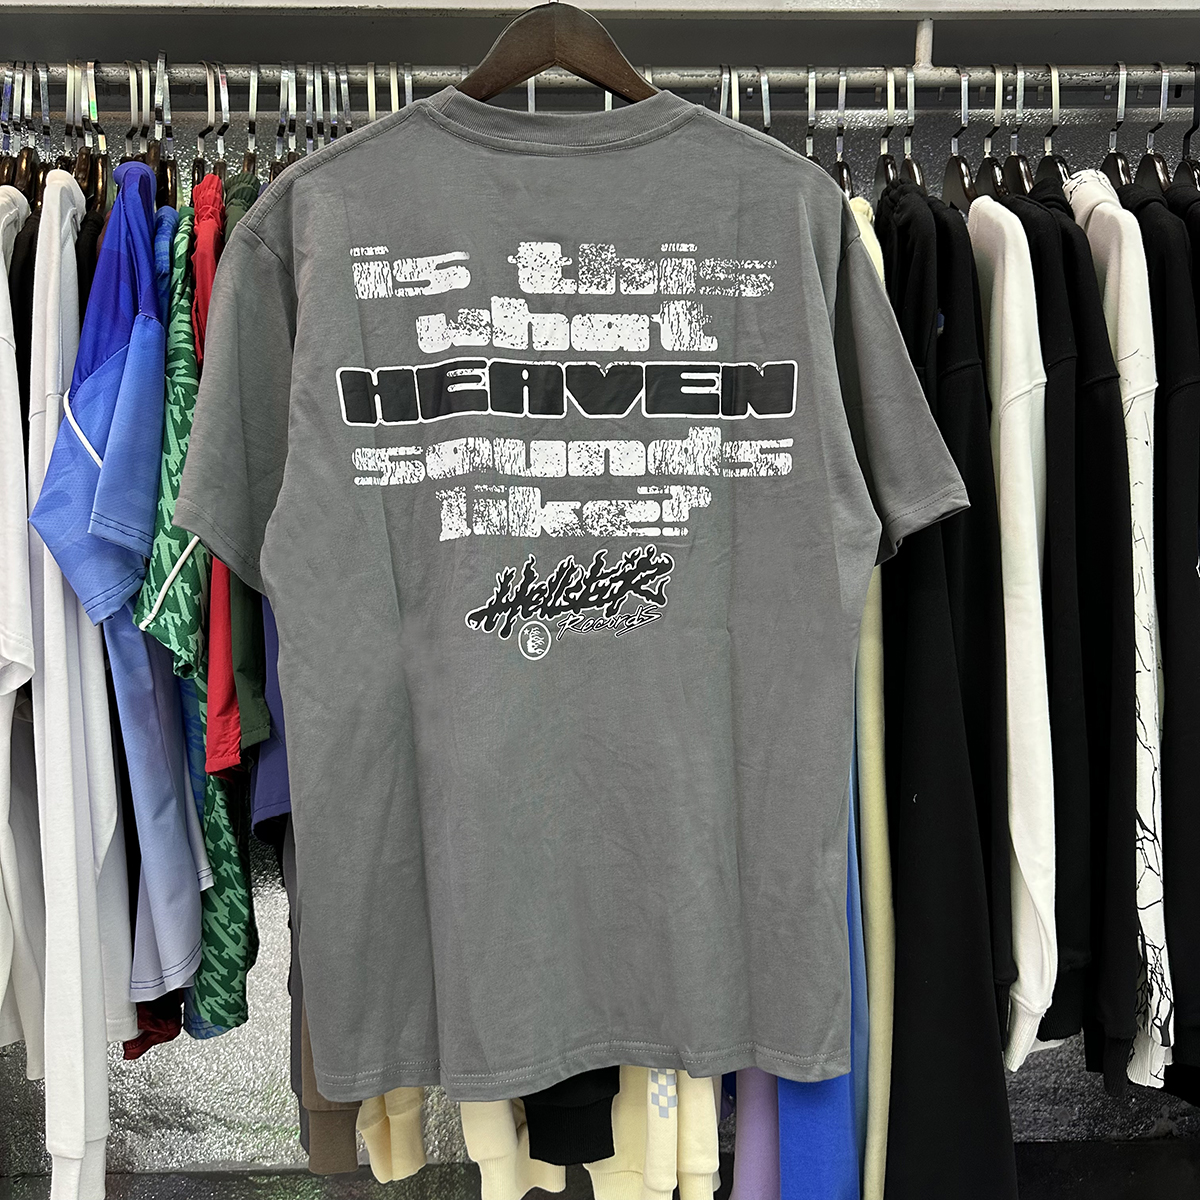 is this
what
HEAVEN
sounds
like?
Hellstar
Records